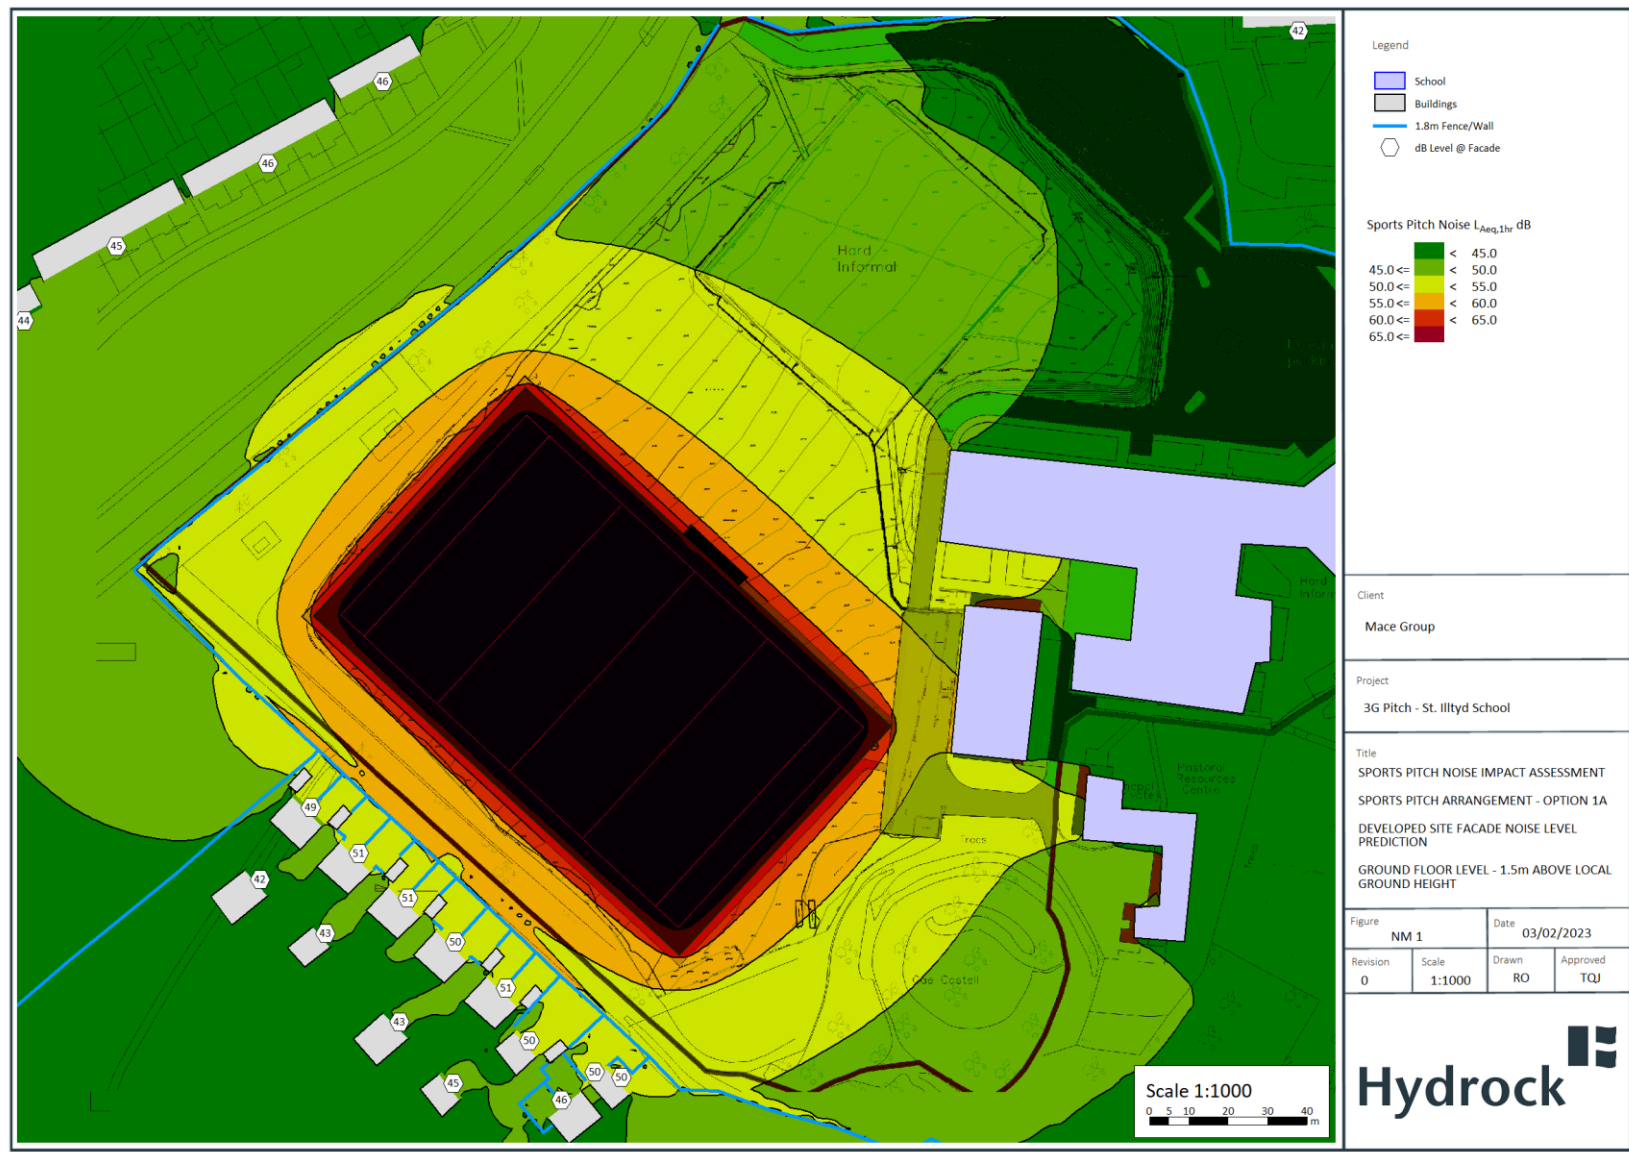 42
46
46
45
44
Hard
Informal
Hard
Pastoral
Resources
Centre
Trees
Trees
49
51
42
51
43
50
51
43
50
50
50
45
46
Scale 1:1000
0 5 10 20 30 40
m
Legend
School
Buildings
1.8m Fence/Wall
dB Level @ Facade
Sports Pitch Noise LAeq,1hr dB
< 45.0
45.0 <= < 50.0
50.0 <= < 55.0
55.0 <= < 60.0
60.0 <= < 65.0
65.0 <=
Client
Mace Group
Project
3G Pitch - St. Illtyd School
Title
SPORTS PITCH NOISE IMPACT ASSESSMENT
SPORTS PITCH ARRANGEMENT - OPTION 1A
DEVELOPED SITE FACADE NOISE LEVEL
PREDICTION
GROUND FLOOR LEVEL - 1.5m ABOVE LOCAL
GROUND HEIGHT
Figure
NM 1
Date
03/02/2023
Revision
0
Scale
1:1000
Drawn
RO
Approved
TQJ
Hydrock